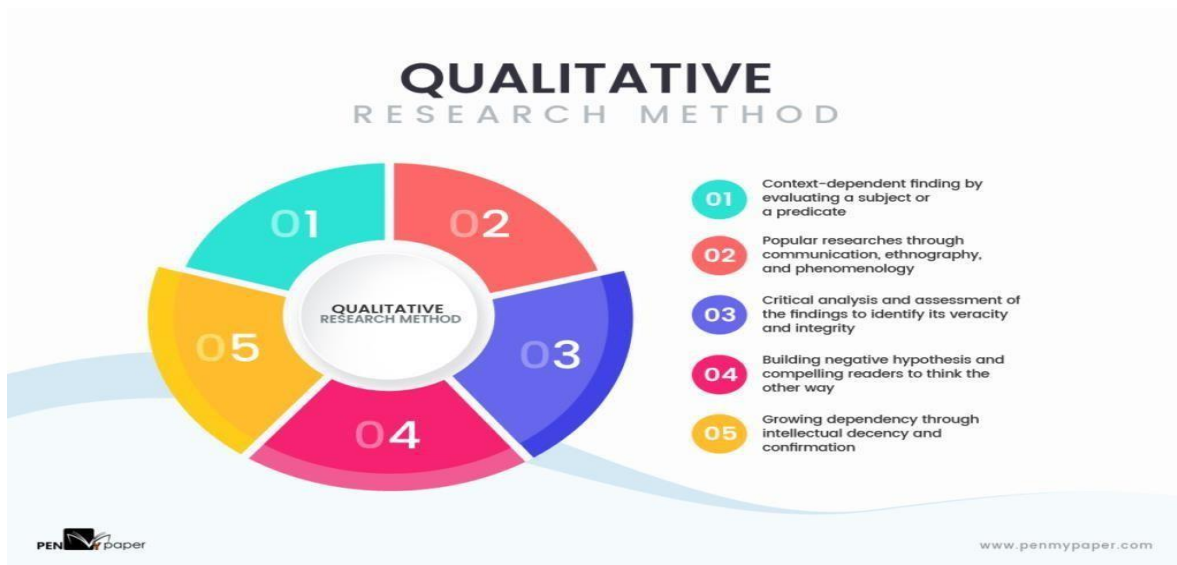 QUALITATIVE
RESEARCH METHOD
01
02
03
04
05
QUALITATIVE
RESEARCH METHOD
01
Context-dependent finding by
evaluating a subject or
a predicate
02
Popular researches through
communication, ethnography,
and phenomenology
03
Critical analysis and assessment of
the findings to identify its veracity
and integrity
04
Building negative hypothesis and
compelling readers to think the
other way
05
Growing dependency through
intellectual decency and
confirmation
PEN My paper
www.penmypaper.com